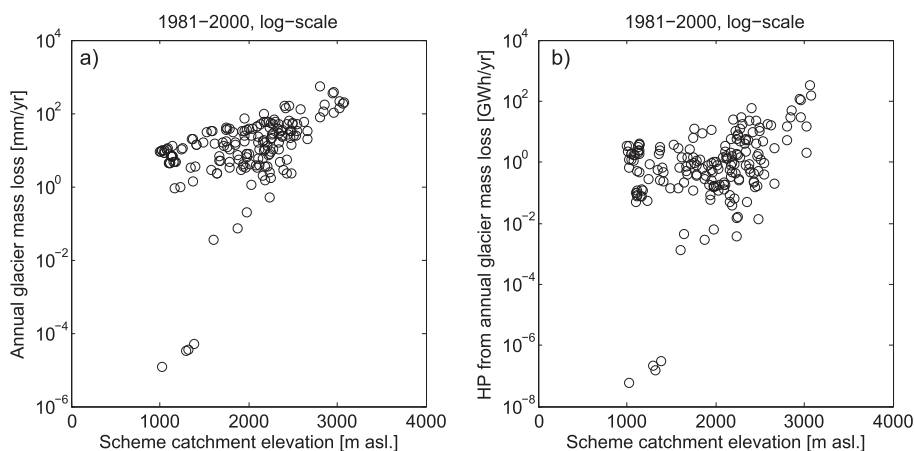 1981−2000, log−scale
a)
Annual glacier mass loss [mm/yr]
10^4
10^2
10^0
10^−2
10^−4
10^−6
0
1000
2000
3000
4000
Scheme catchment elevation [m asl.]
1981−2000, log−scale
b)
HP from annual glacier mass loss [GWh/yr]
10^4
10^2
10^0
10^−2
10^−4
10^−6
10^−8
0
1000
2000
3000
4000
Scheme catchment elevation [m asl.]